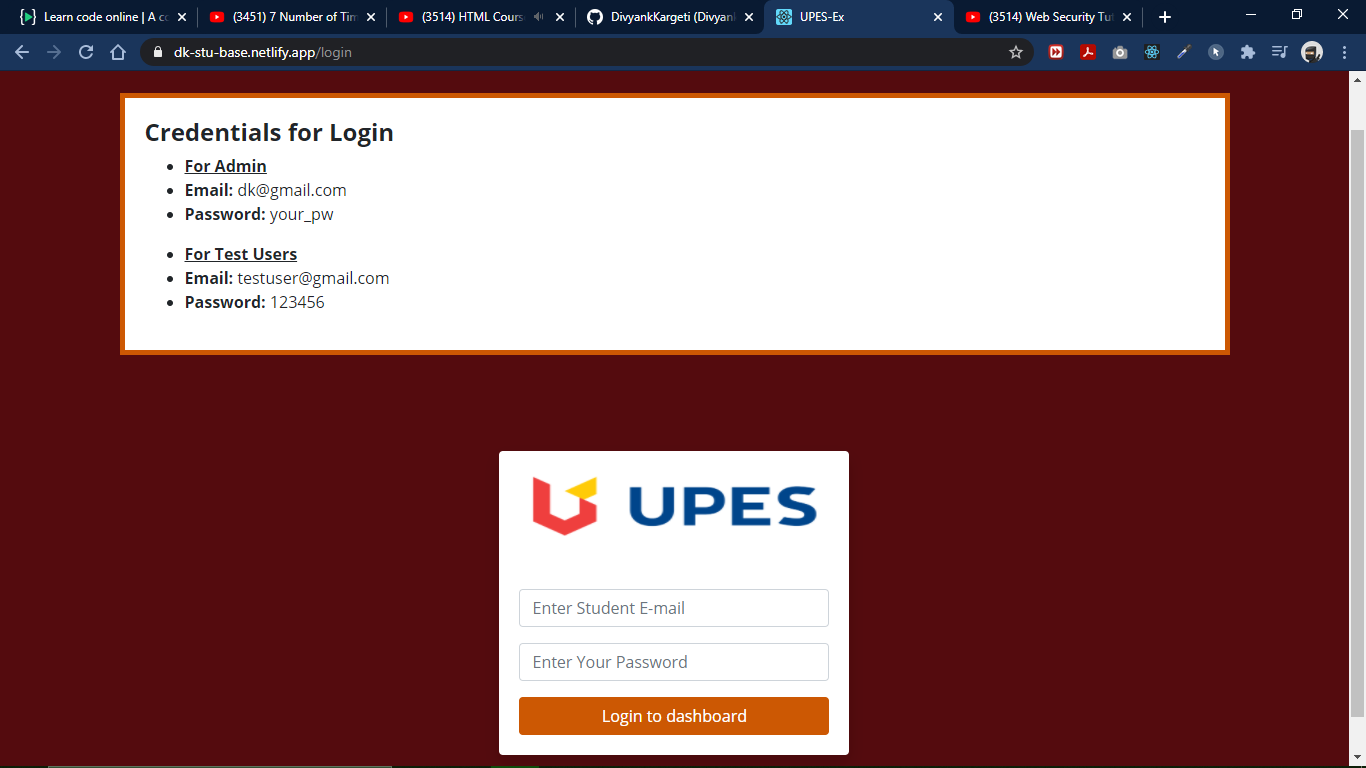 Learn code online | A co
(3451) 7 Number of Tim
(3514) HTML Course
DivyankKargeti (Divyank
UPES-Ex
(3514) Web Security Tut
dk-stu-base.netlify.app/login
Credentials for Login
For Admin
Email: dk@gmail.com
Password: your_pw
For Test Users
Email: testuser@gmail.com
Password: 123456
UPES
Enter Student E-mail
Enter Your Password
Login to dashboard